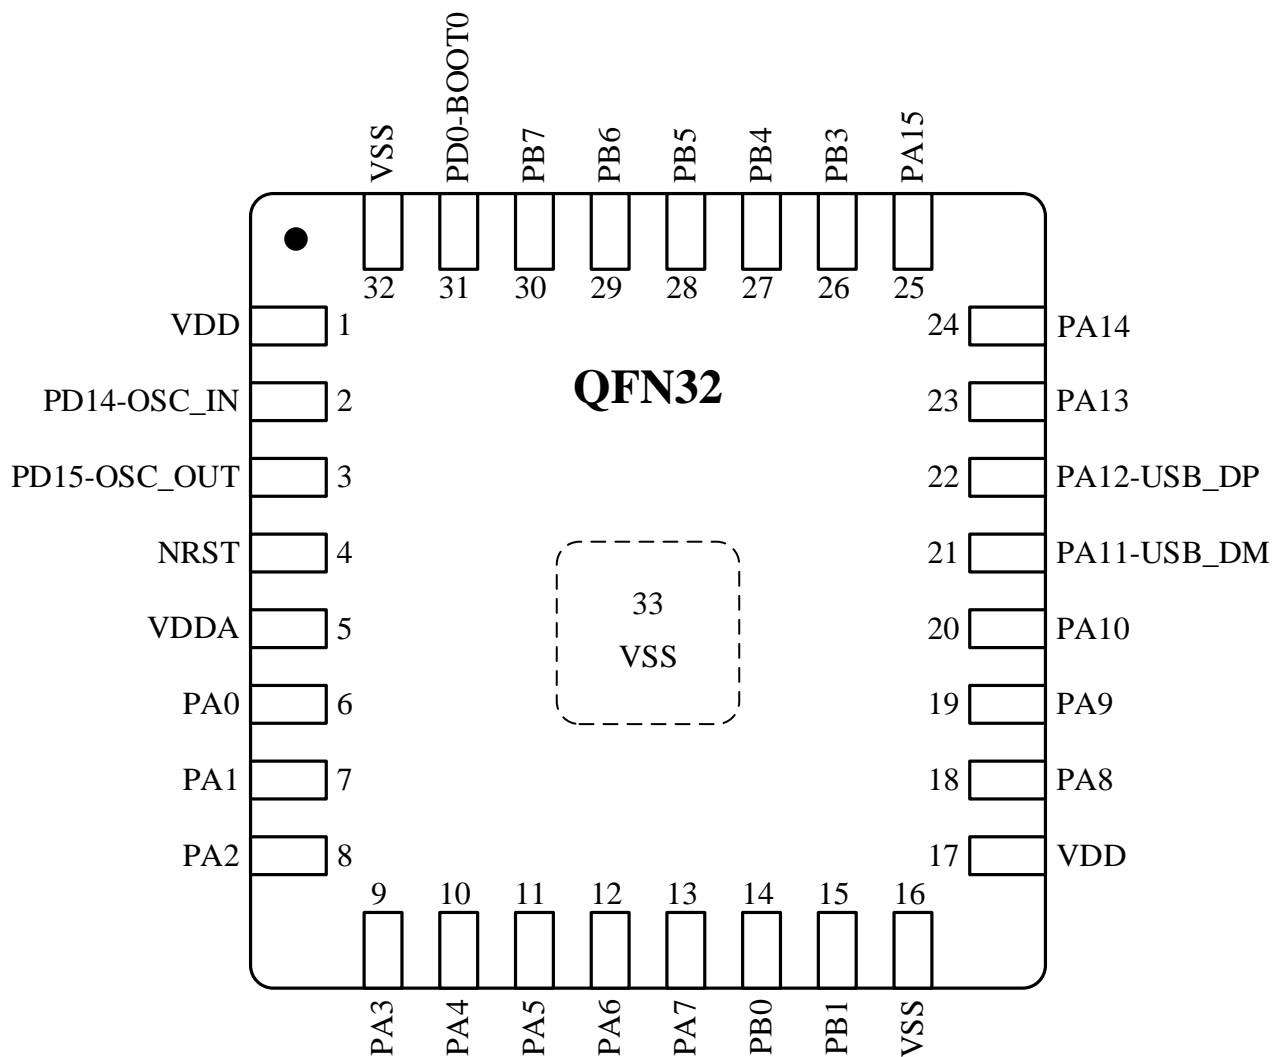 VSS
PD0-BOOT0
PB7
PB6
PB5
PB4
PB3
PA15
32 31 30 29 28 27 26 25
VDD 1
PD14-OSC_IN 2
PD15-OSC_OUT 3
NRST 4
VDDA 5
PA0 6
PA1 7
PA2 8
QFN32
33
VSS
24 PA14
23 PA13
22 PA12-USB_DP
21 PA11-USB_DM
20 PA10
19 PA9
18 PA8
17 VDD
9 10 11 12 13 14 15 16
PA3
PA4
PA5
PA6
PA7
PB0
PB1
VSS